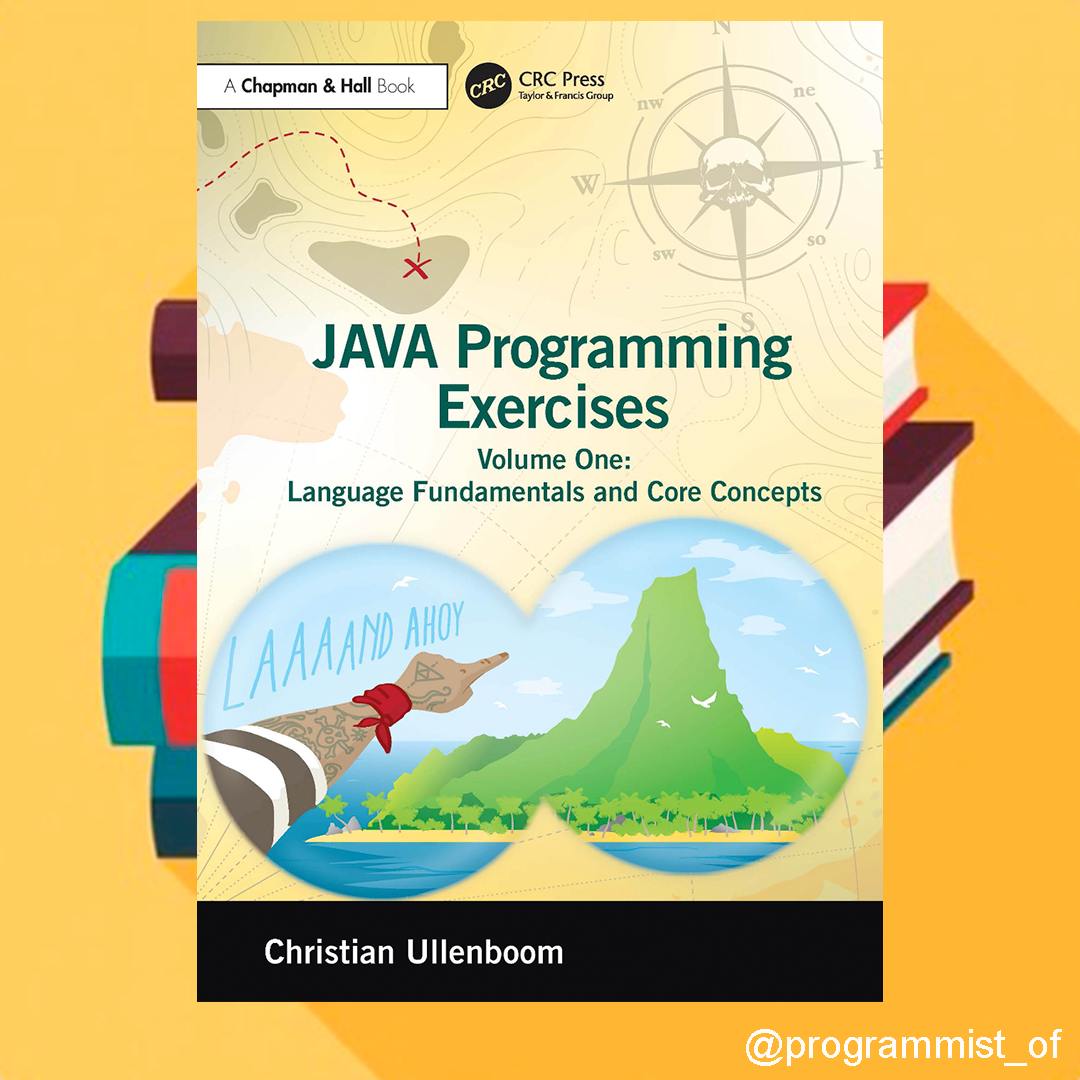 A Chapman & Hall Book
CRC
CRC Press
Taylor & Francis Group
N
nw
ne
W
E
sw
so
S
JAVA Programming
Exercises
Volume One:
Language Fundamentals and Core Concepts
LAAAAND AHOY
Christian Ullenboom
@programmist_of